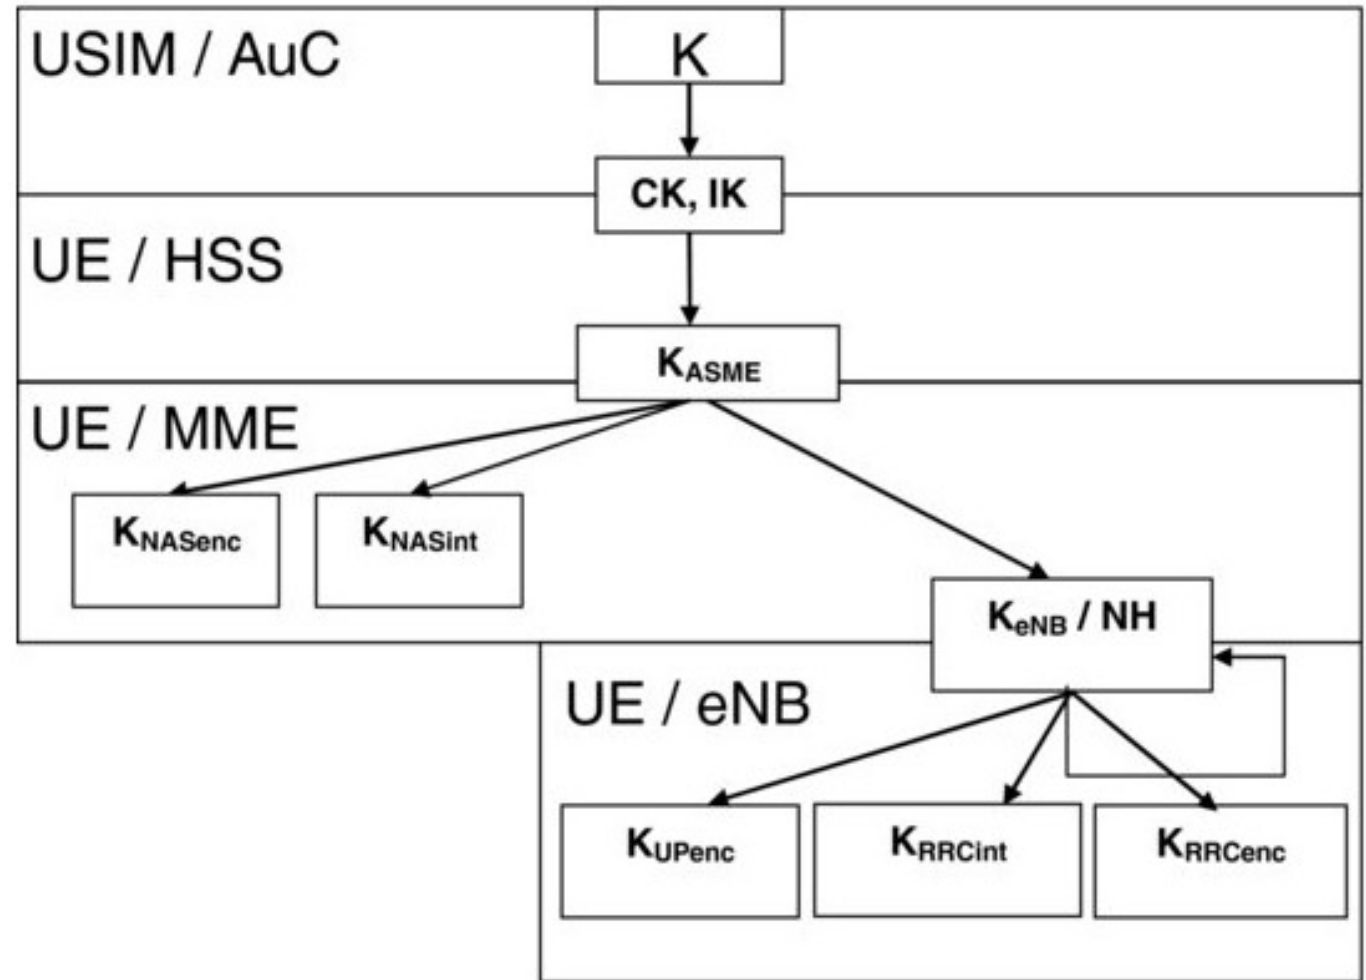 USIM / AuC
K
CK, IK
UE / HSS
KASME
UE / MME
KNASenc
KNASint
KeNB / NH
UE / eNB
KUPenc
KRRCint
KRRCenc